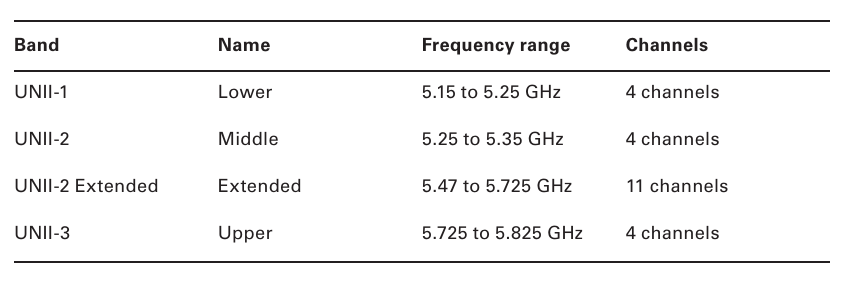 Band Name Frequency range Channels
UNII-1 Lower 5.15 to 5.25 GHz 4 channels
UNII-2 Middle 5.25 to 5.35 GHz 4 channels
UNII-2 Extended Extended 5.47 to 5.725 GHz 11 channels
UNII-3 Upper 5.725 to 5.825 GHz 4 channels